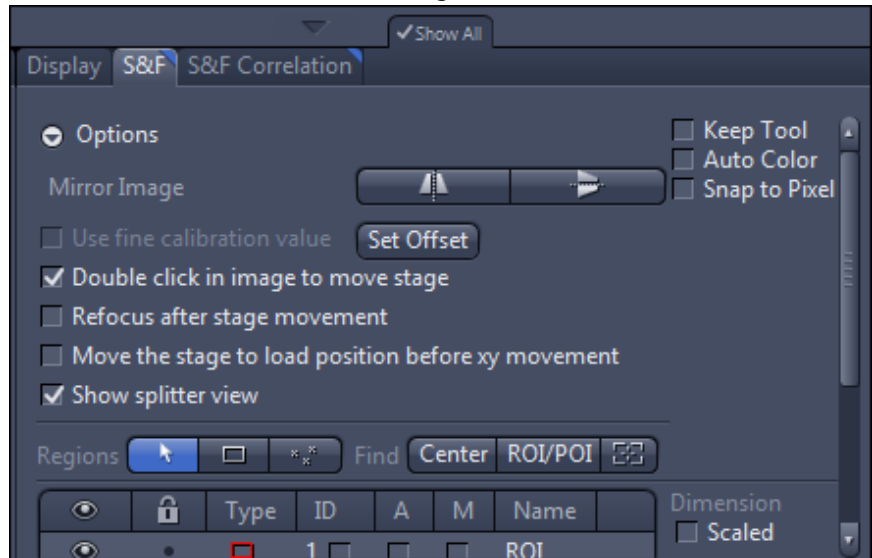 Show All
Display S&F S&F Correlation
Options
Keep Tool
Auto Color
Mirror Image
Snap to Pixel
Use fine calibration value Set Offset
Double click in image to move stage
Refocus after stage movement
Move the stage to load position before xy movement
Show splitter view
Regions Find Center ROI/POI
Type ID A M Name
Dimension
Scaled
1 ROI